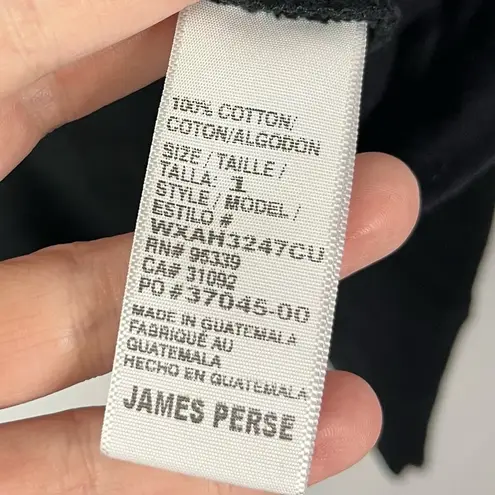 100% COTTON/
COTON/ALGODON
SIZE / TAILLE /
TALLA: 1
STYLE / MODEL /
ESTILO #
WXAH3247GU
RN# 95339
CA# 31092
PO #37045-00
MADE IN GUATEMALA
FABRIQUÉ AU
GUATEMALA
HECHO EN GUATEMALA
JAMES PERSE